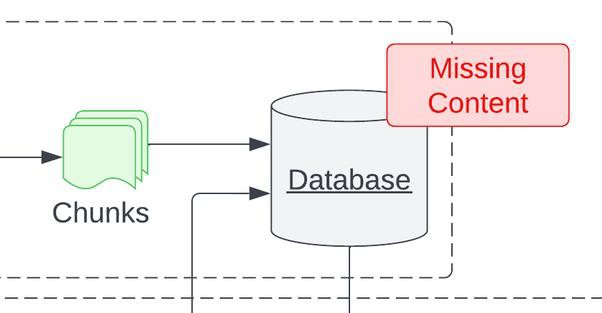 Missing
Content
Database
Chunks